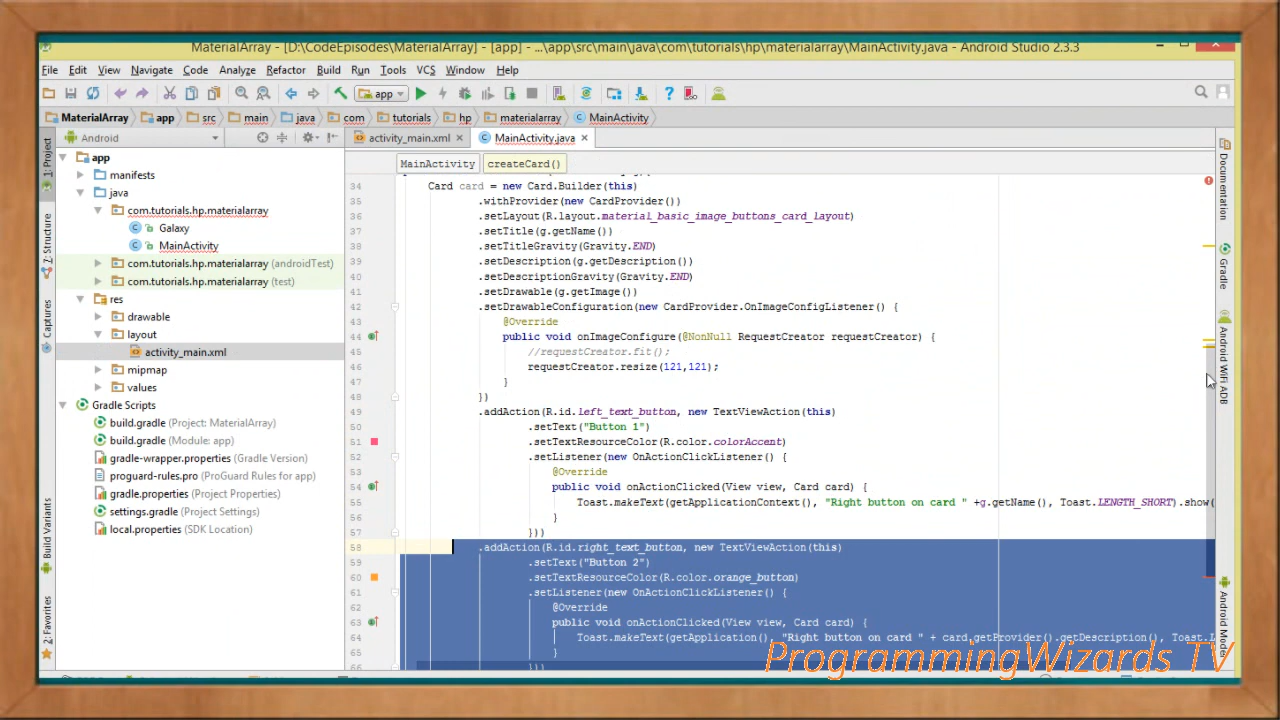 MaterialArray - [D:\CodeEpisodes\MaterialArray] - [app] - ...\app\src\main\java\com\tutorials\hp\materialarray\MainActivity.java - Android Studio 2.3.3
File Edit View Navigate Code Analyze Refactor Build Run Tools VCS Window Help
app
MaterialArray app src main java com tutorials hp materialarray MainActivity
Android
activity_main.xml MainActivity.java
MainActivity createCard()
1: Project
Z: Structure
Captures
Build Variants
2: Favorites
app
manifests
java
com.tutorials.hp.materialarray
Galaxy
MainActivity
com.tutorials.hp.materialarray (androidTest)
com.tutorials.hp.materialarray (test)
res
drawable
layout
activity_main.xml
mipmap
values
Gradle Scripts
build.gradle (Project: MaterialArray)
build.gradle (Module: app)
gradle-wrapper.properties (Gradle Version)
proguard-rules.pro (ProGuard Rules for app)
gradle.properties (Project Settings)
settings.gradle (Project Settings)
local.properties (SDK Location)
34 Card card = new Card.Builder(this)
35 .withProvider(new CardProvider())
36 .setLayout(R.layout.material_basic_image_buttons_card_layout)
37 .setTitle(g.getName())
38 .setTitleGravity(Gravity.END)
39 .setDescription(g.getDescription())
40 .setDescriptionGravity(Gravity.END)
41 .setDrawable(g.getImage())
42 .setDrawableConfiguration(new CardProvider.OnImageConfigListener() {
43 @Override
44 public void onImageConfigure(@NonNull RequestCreator requestCreator) {
45 //requestCreator.fit();
46 requestCreator.resize(121,121);
47 }
48 })
49 .addAction(R.id.left_text_button, new TextViewAction(this)
50 .setText("Button 1")
51 .setTextResourceColor(R.color.colorAccent)
52 .setListener(new OnActionClickListener() {
53 @Override
54 public void onActionClicked(View view, Card card) {
55 Toast.makeText(getApplicationContext(), "Right button on card " +g.getName(), Toast.LENGTH_SHORT).show(
56 }
57 }))
58 .addAction(R.id.right_text_button, new TextViewAction(this)
59 .setText("Button 2")
60 .setTextResourceColor(R.color.orange_button)
61 .setListener(new OnActionClickListener() {
62 @Override
63 public void onActionClicked(View view, Card card) {
64 Toast.makeText(getApplication(), "Right button on card " + card.getProvider().getDescription(), Toast.L
65 }
66 }))
Documentation
Gradle
Android WiFi ADB
Android Model
ProgrammingWizards TV